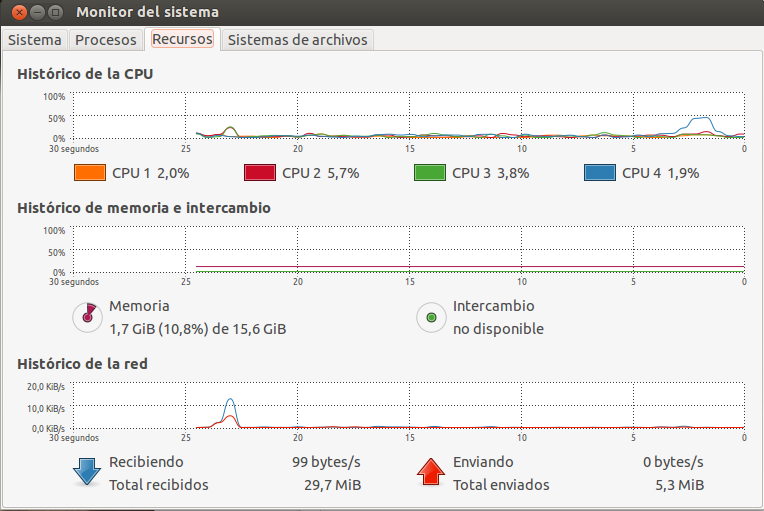 Monitor del sistema
Sistema Procesos Recursos Sistemas de archivos
Histórico de la CPU
100%
50%
0%
30 segundos 25 20 15 10 5 0
CPU 1 2,0% CPU 2 5,7% CPU 3 3,8% CPU 4 1,9%
Histórico de memoria e intercambio
100%
50%
0%
30 segundos 25 20 15 10 5 0
Memoria Intercambio
1,7 GiB (10,8%) de 15,6 GiB no disponible
Histórico de la red
20,0 KiB/s
10,0 KiB/s
0,0 KiB/s
30 segundos 25 20 15 10 5 0
Recibiendo 99 bytes/s Enviando 0 bytes/s
Total recibidos 29,7 MiB Total enviados 5,3 MiB